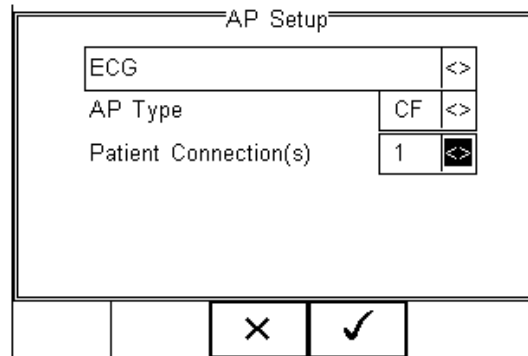 AP Setup
ECG <>
AP Type CF <>
Patient Connection(s) 1 <>